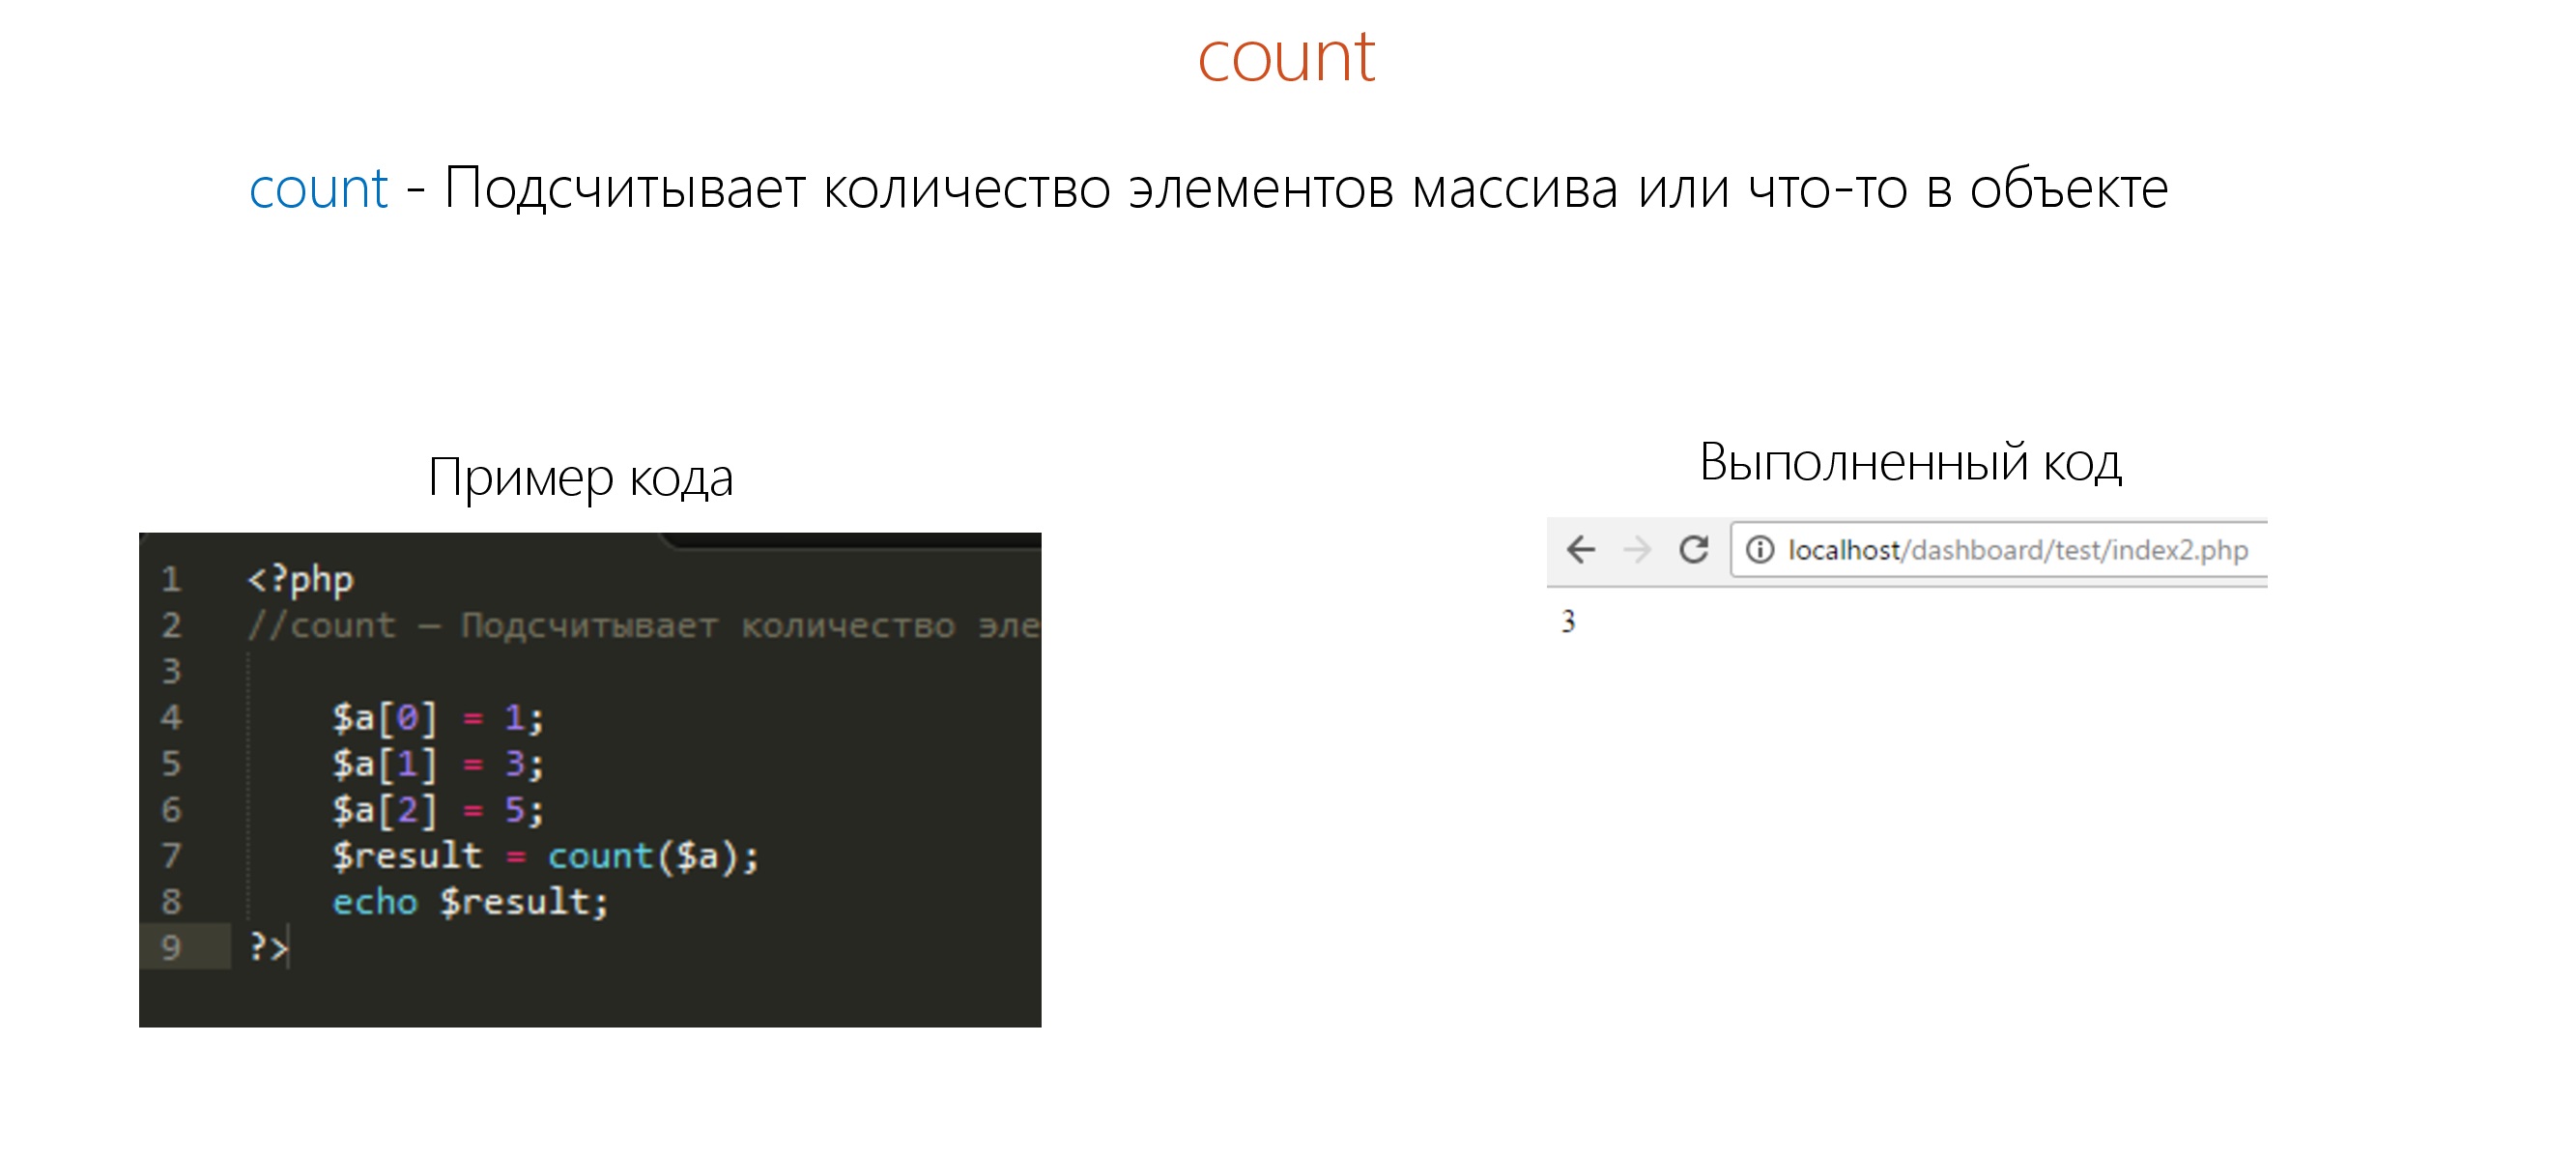 count
count - Подсчитывает количество элементов массива или что-то в объекте
Пример кода
1 <?php
2 //count — Подсчитывает количество эле
3
4 $a[0] = 1;
5 $a[1] = 3;
6 $a[2] = 5;
7 $result = count($a);
8 echo $result;
9 ?>
Выполненный код
localhost/dashboard/test/index2.php
3